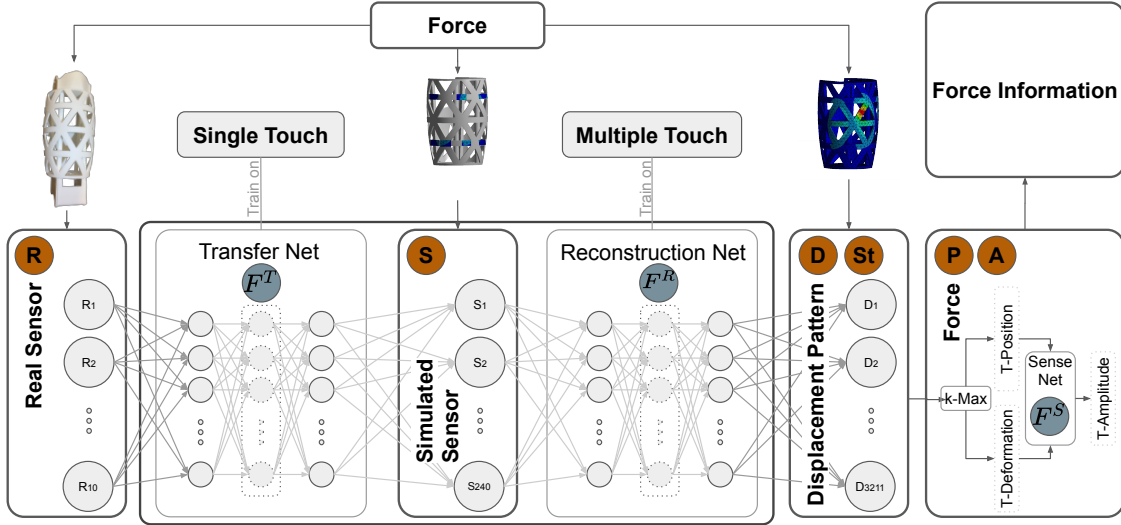 Force
Force Information
Single Touch
Multiple Touch
Train on
Train on
R
Real Sensor
R1
R2
R10
Transfer Net
F^T
S
Simulated
Sensor
S1
S2
S240
Reconstruction Net
F^R
D
St
Displacement Pattern
D1
D2
D3211
P
A
Force
k-Max
T-Position
T-Deformation
Sense
Net
F^S
T-Amplitude